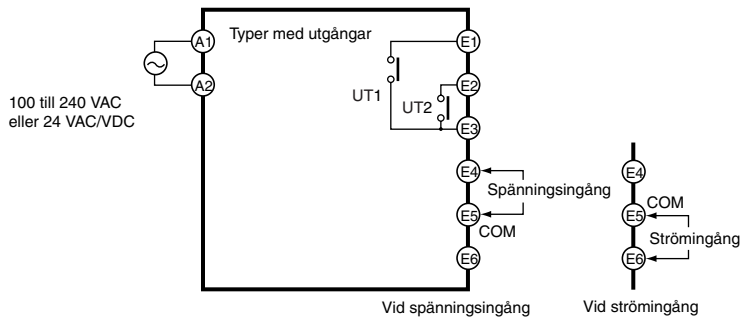 Typer med utgångar
A1
A2
100 till 240 VAC
eller 24 VAC/VDC
E1
E2
UT1
UT2
E3
E4
Spänningsingång
E5
COM
E6
Vid spänningsingång
E4
COM
E5
Strömingång
E6
Vid strömingång